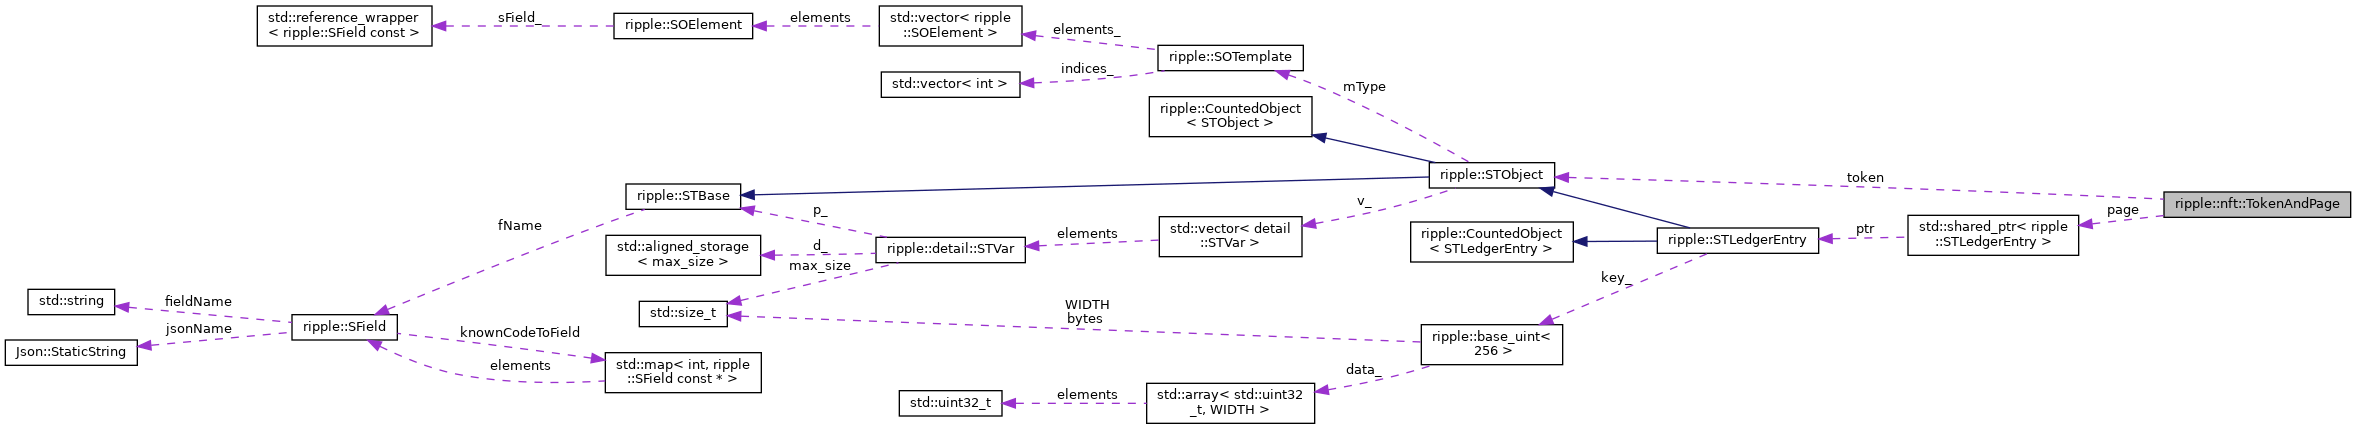 std::reference_wrapper
< ripple::SField const >
sField_
ripple::SOElement
elements
std::vector< ripple
::SOElement >
elements_
ripple::SOTemplate
indices_
std::vector< int >
mType
ripple::CountedObject
< STObject >
ripple::STObject
token
ripple::nft::TokenAndPage
page
std::shared_ptr< ripple
::STLedgerEntry >
ptr
ripple::STLedgerEntry
ripple::CountedObject
< STLedgerEntry >
key_
v_
std::vector< detail
::STVar >
elements
ripple::detail::STVar
p_
d_
max_size
ripple::STBase
std::aligned_storage
< max_size >
std::size_t
fName
WIDTH
bytes
ripple::base_uint<
256 >
data_
std::array< std::uint32
_t, WIDTH >
elements
std::uint32_t
std::string
fieldName
jsonName
Json::StaticString
ripple::SField
knownCodeToField
elements
std::map< int, ripple
::SField const * >